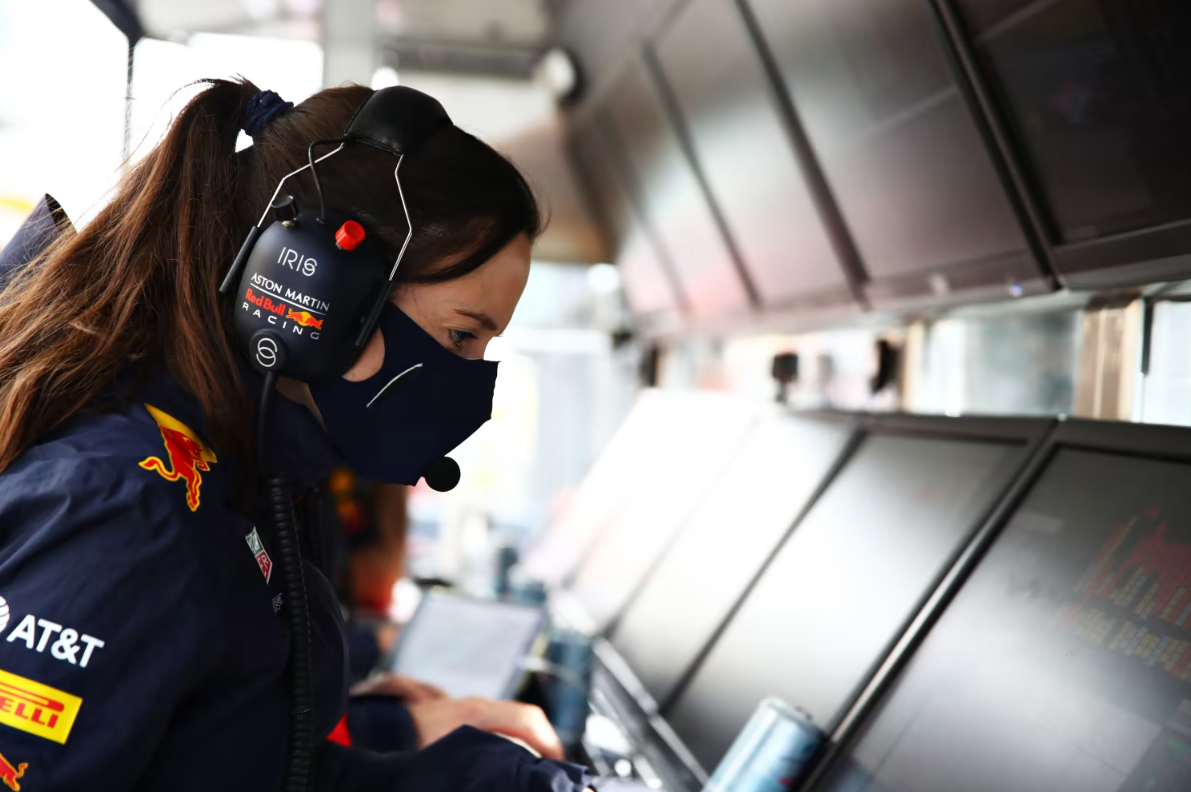 IRIS
ASTON MARTIN
Red Bull
RACING
AT&T
ELLI